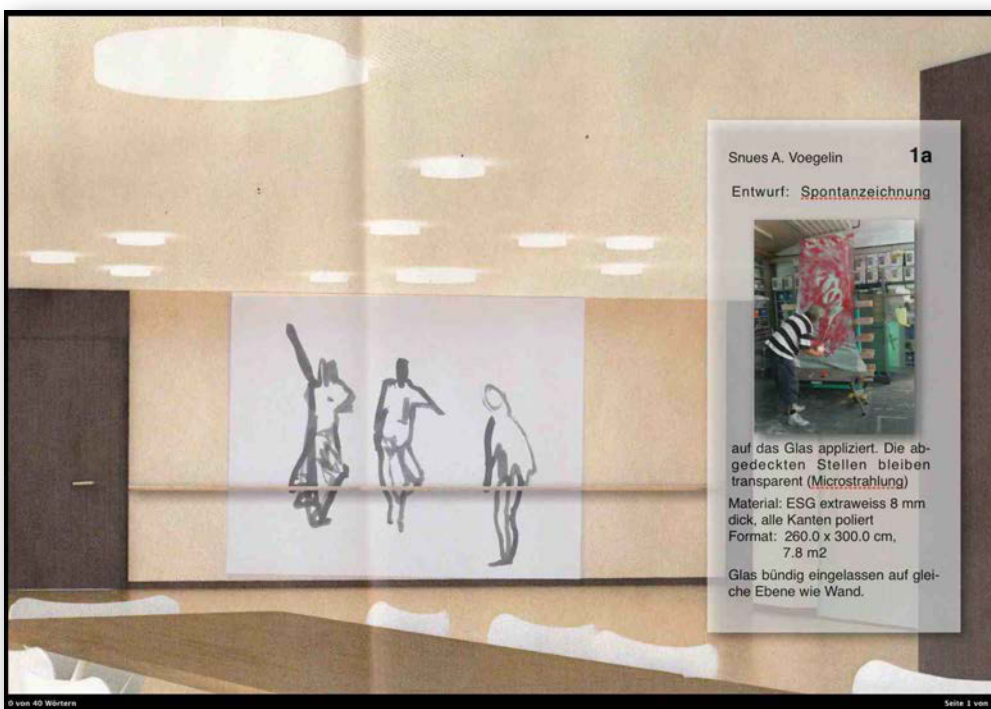 Snues A. Voegelin 1a
Entwurf: Spontanzeichnung
auf das Glas appliziert. Die ab-
gedeckten Stellen bleiben
transparent (Microstrahlung)
Material: ESG extraweiss 8 mm
dick, alle Kanten poliert
Format: 260.0 x 300.0 cm,
7.8 m2
Glas bündig eingelassen auf glei-
che Ebene wie Wand.
0 von 40 Wörtern Seite 1 von